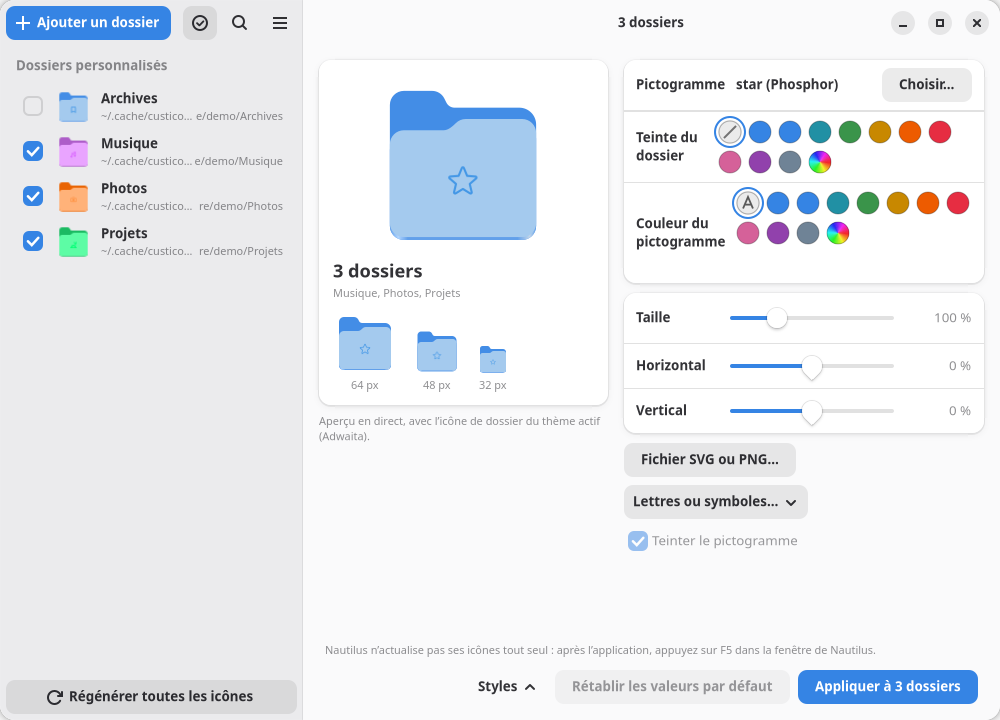 Ajouter un dossier
3 dossiers
Dossiers personnalisés
Archives
~/.cache/custico… e/demo/Archives
Musique
~/.cache/custico… e/demo/Musique
Photos
~/.cache/custico… re/demo/Photos
Projets
~/.cache/custico… re/demo/Projets
Régénérer toutes les icônes
3 dossiers
Musique, Photos, Projets
64 px
48 px
32 px
Aperçu en direct, avec l’icône de dossier du thème actif
(Adwaita).
Pictogramme star (Phosphor) Choisir…
Teinte du
dossier
Couleur du
pictogramme
A
Taille 100 %
Horizontal 0 %
Vertical 0 %
Fichier SVG ou PNG…
Lettres ou symboles…
Teinter le pictogramme
Nautilus n’actualise pas ses icônes tout seul : après l’application, appuyez sur F5 dans la fenêtre de Nautilus.
Styles
Rétablir les valeurs par défaut
Appliquer à 3 dossiers